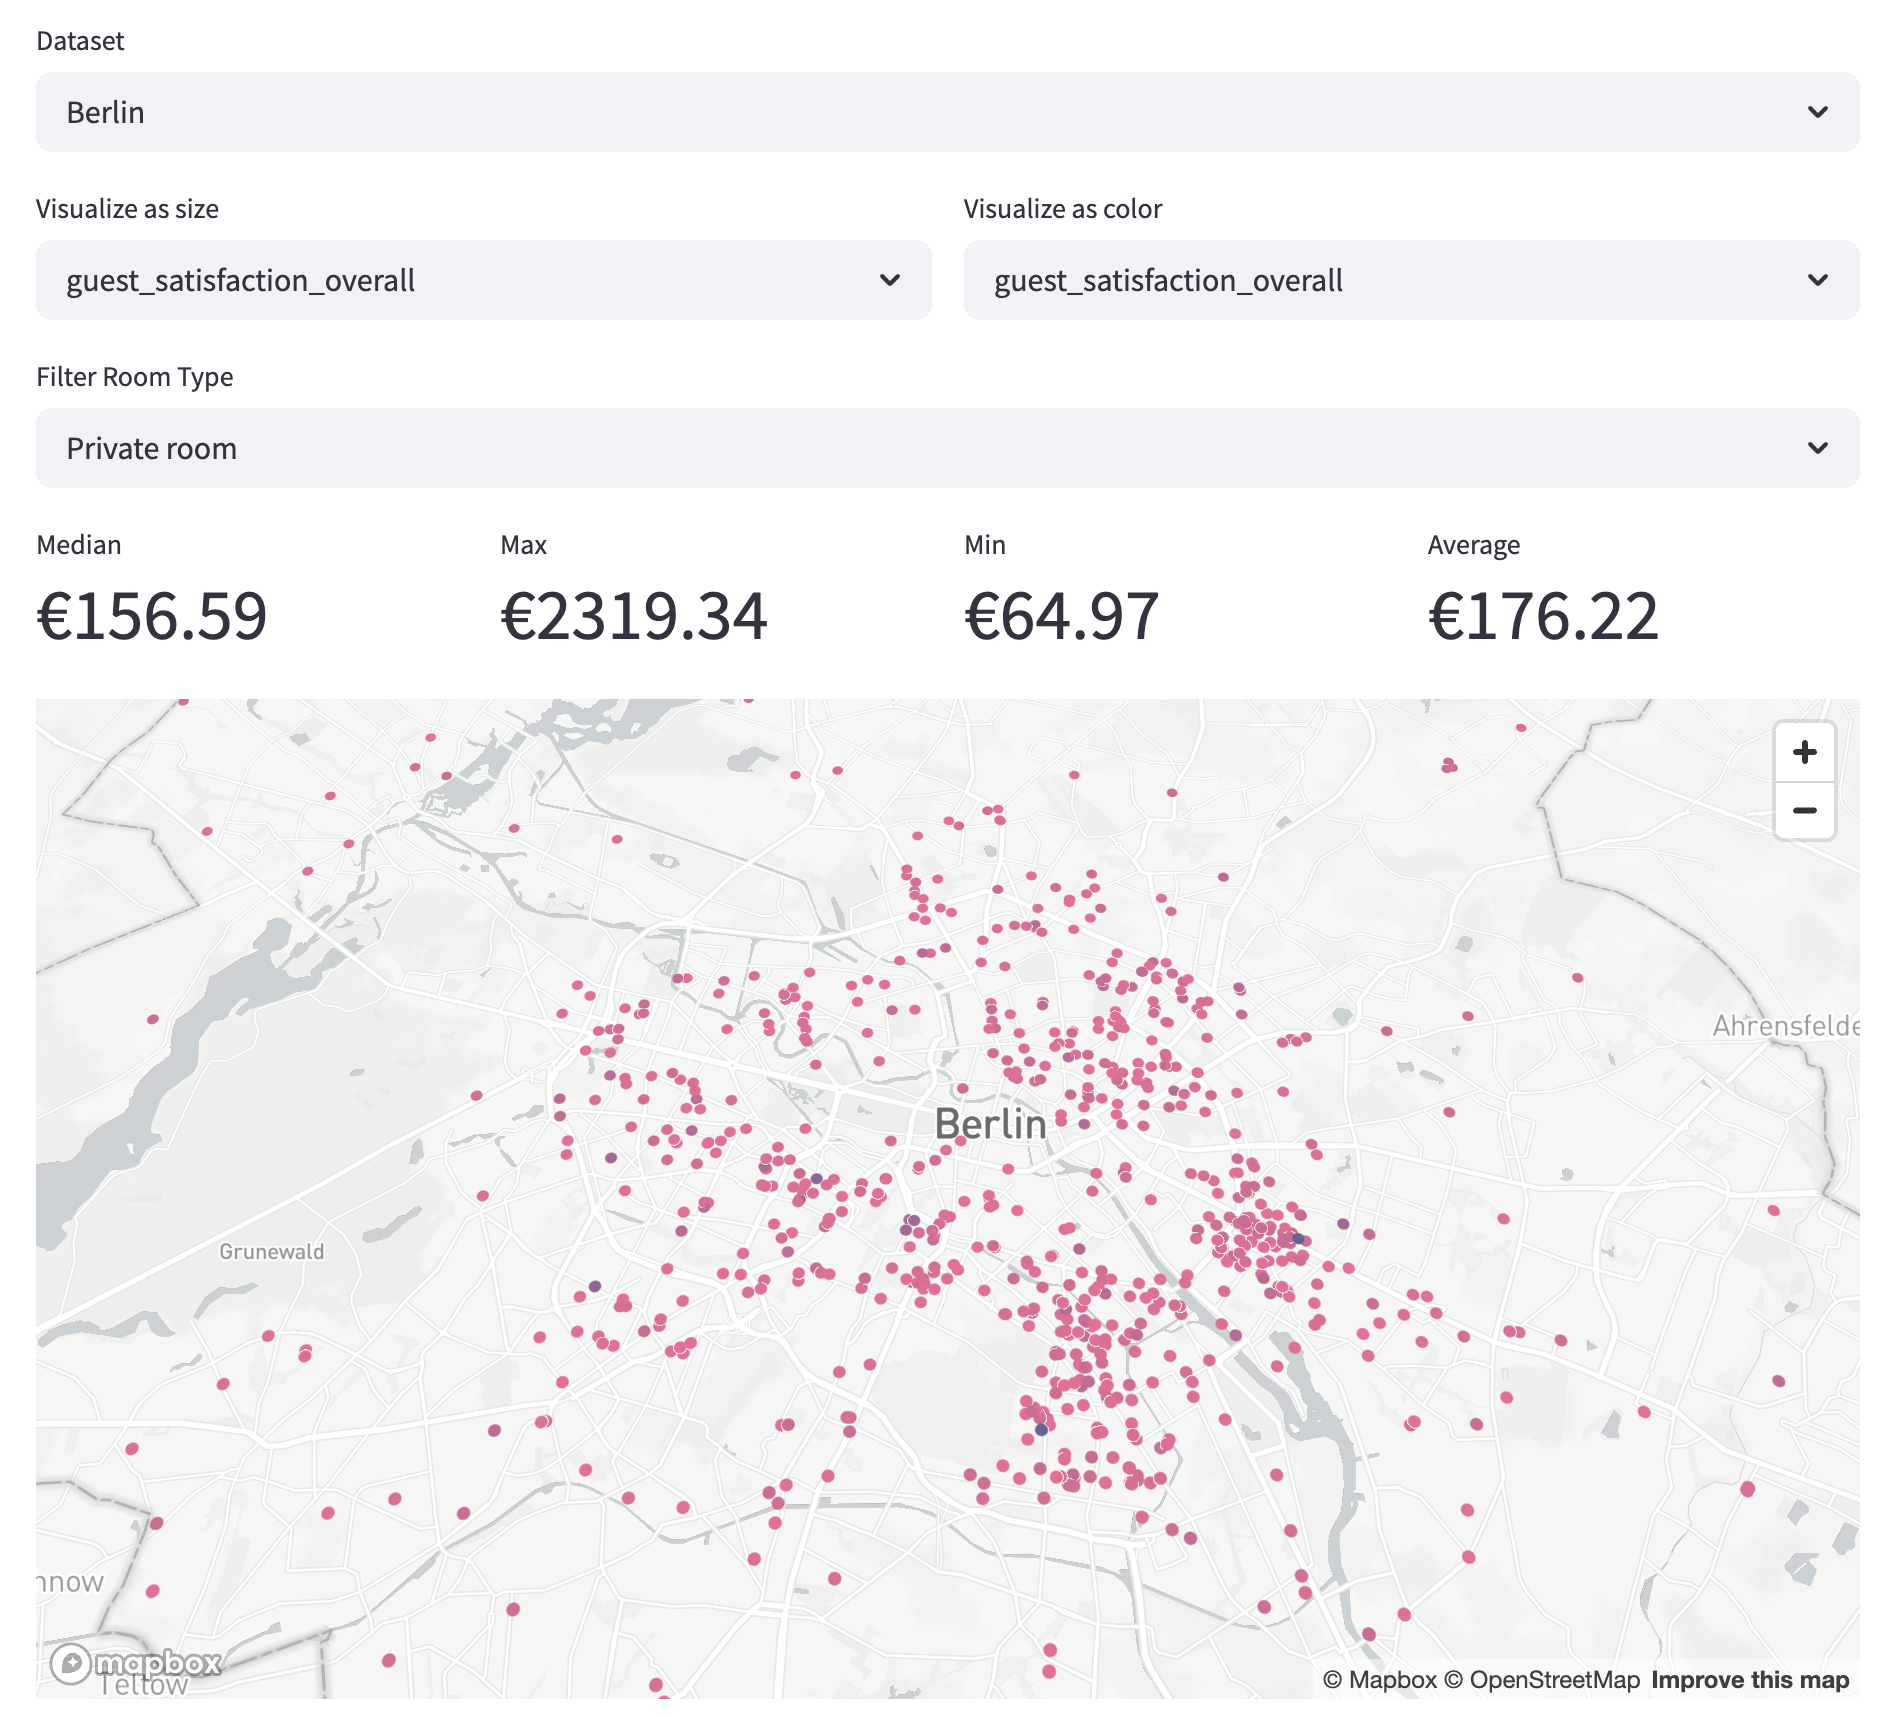 Dataset
Berlin
Visualize as size
Visualize as color
guest_satisfaction_overall
guest_satisfaction_overall
Filter Room Type
Private room
Median
Max
Min
Average
€156.59
€2319.34
€64.97
€176.22
+
−
Ahrensfelde
Berlin
Grunewald
nnow
mapbox
Teltow
© Mapbox © OpenStreetMap Improve this map